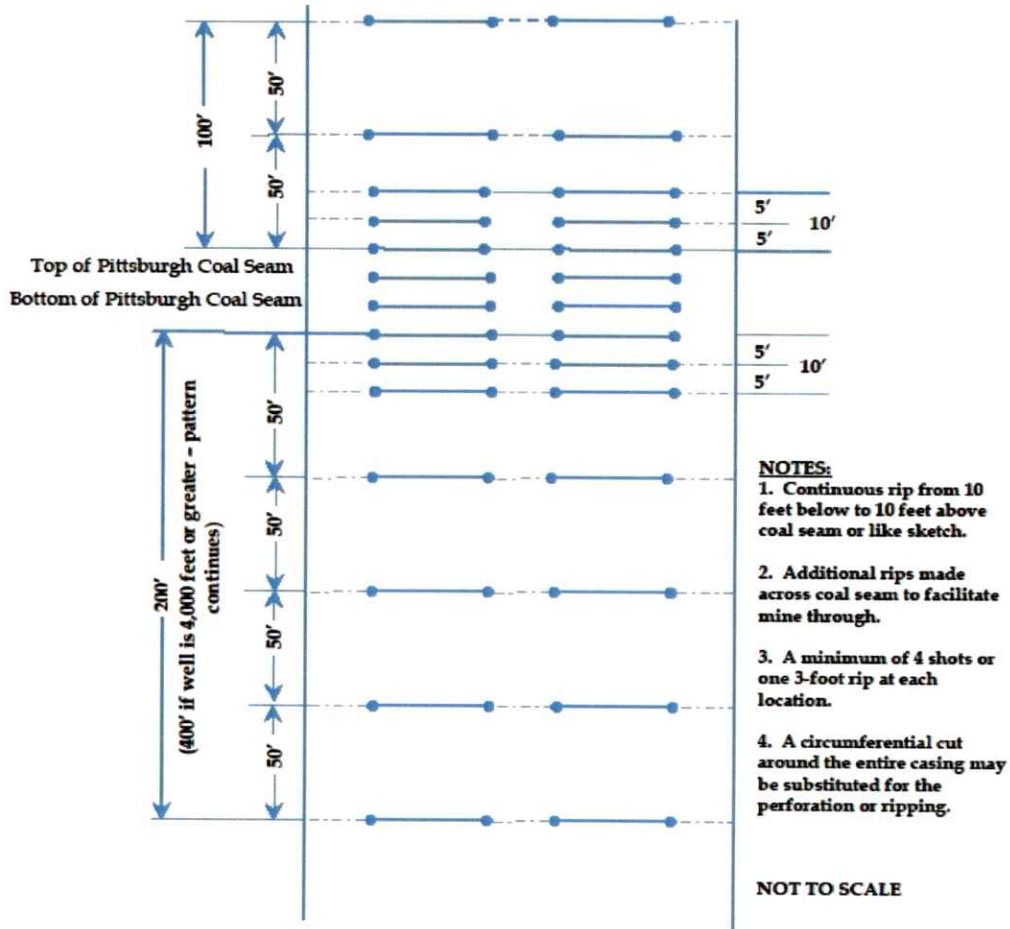 50'
100'
50'
5'
10'
5'
Top of Pittsburgh Coal Seam
Bottom of Pittsburgh Coal Seam
5'
10'
5'
50'
200'
(400' if well is 4,000 feet or greater – pattern
continues)
50'
50'
50'
NOTES:
1. Continuous rip from 10
feet below to 10 feet above
coal seam or like sketch.
2. Additional rips made
across coal seam to facilitate
mine through.
3. A minimum of 4 shots or
one 3-foot rip at each
location.
4. A circumferential cut
around the entire casing may
be substituted for the
perforation or ripping.
NOT TO SCALE